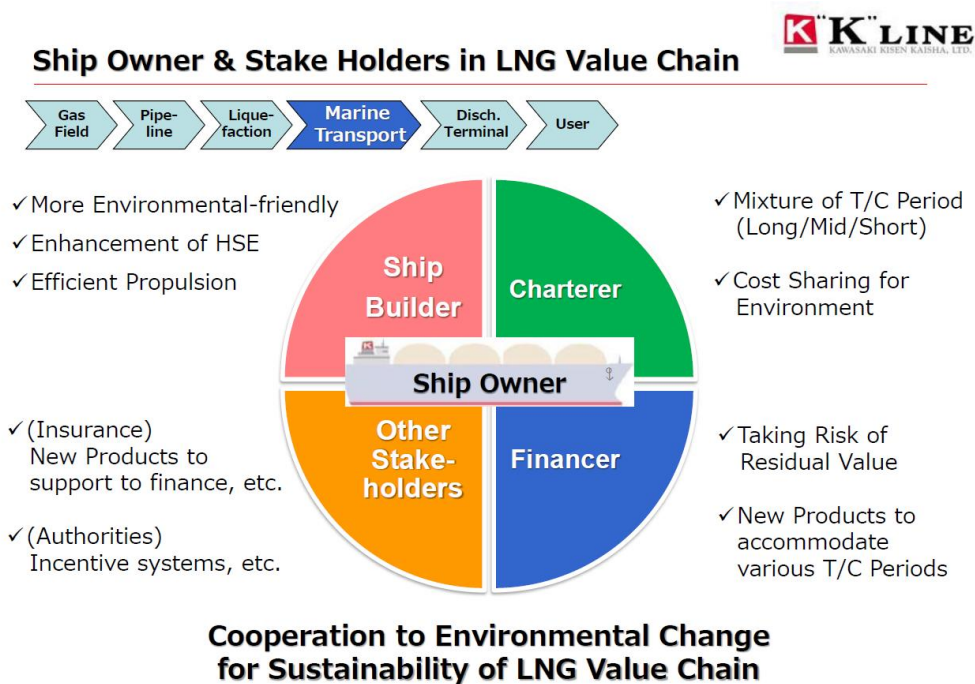 K "K" LINE
KAWASAKI KISEN KAISHA, LTD.
Ship Owner & Stake Holders in LNG Value Chain
Gas
Field
Pipe-
line
Lique-
faction
Marine
Transport
Disch.
Terminal
User
✓More Environmental-friendly
✓Enhancement of HSE
✓Efficient Propulsion
Ship
Builder
Charterer
✓Mixture of T/C Period
(Long/Mid/Short)
✓Cost Sharing for
Environment
K
Ship Owner
✓(Insurance)
New Products to
support to finance, etc.
✓(Authorities)
Incentive systems, etc.
Other
Stake-
holders
Financer
✓Taking Risk of
Residual Value
✓New Products to
accommodate
various T/C Periods
Cooperation to Environmental Change
for Sustainability of LNG Value Chain